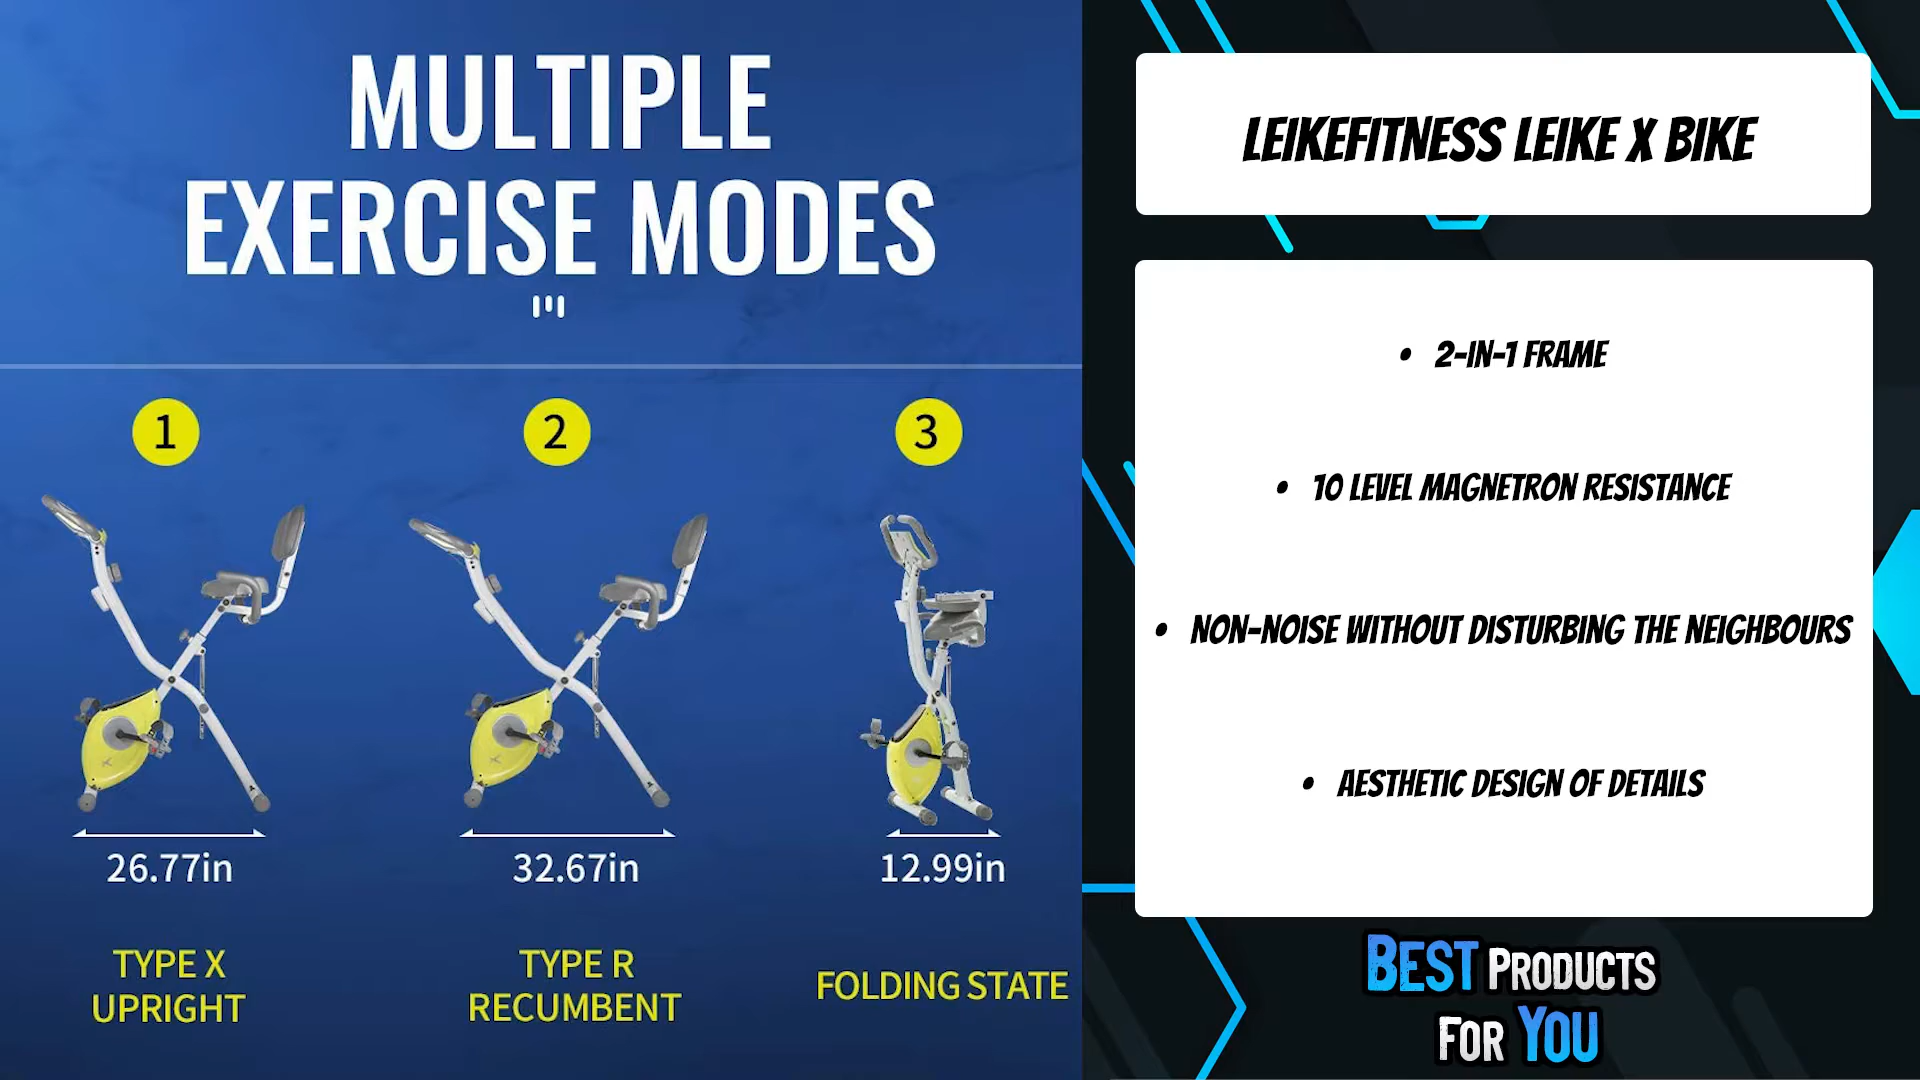 MULTIPLE
EXERCISE MODES
1
2
3
26.77in
32.67in
12.99in
TYPE X
UPRIGHT
TYPE R
RECUMBENT
FOLDING STATE
LEIKEFITNESS LEIKE X BIKE
• 2-IN-1 FRAME
• 10 LEVEL MAGNETRON RESISTANCE
• NON-NOISE WITHOUT DISTURBING THE NEIGHBOURS
• AESTHETIC DESIGN OF DETAILS
BEST PRODUCTS
FOR YOU